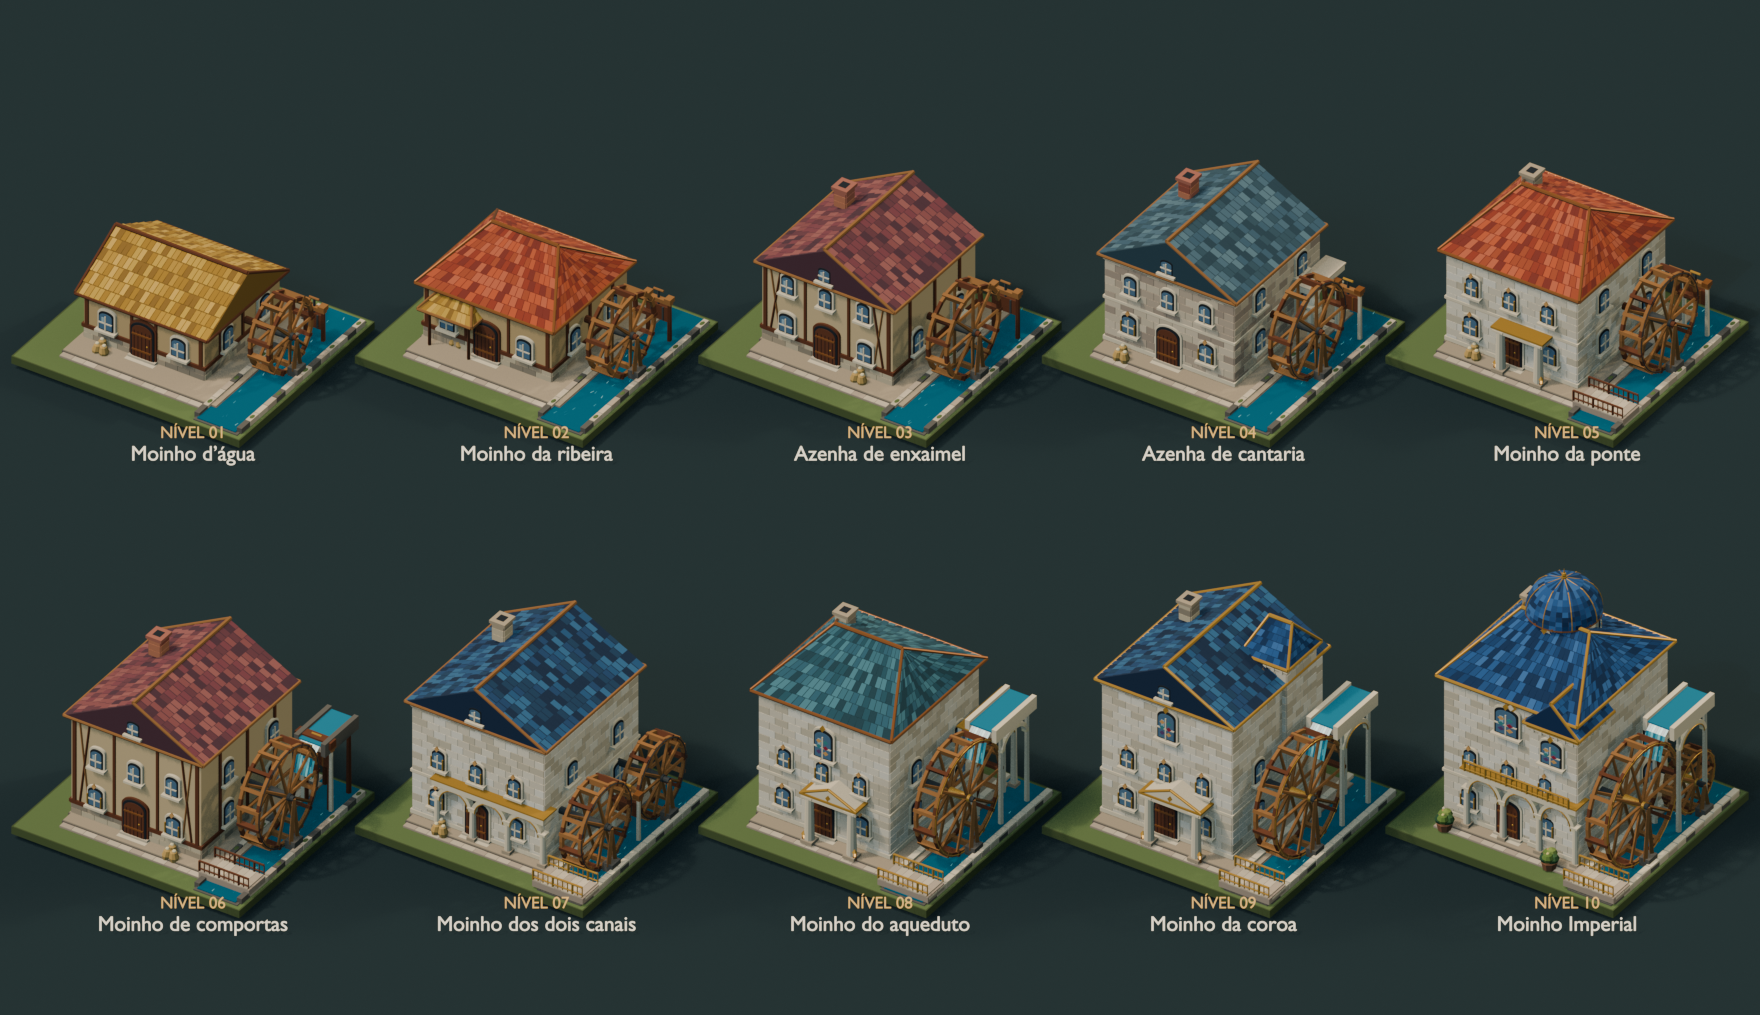 NÍVEL 01
Moinho d’água
NÍVEL 02
Moinho da ribeira
NÍVEL 03
Azenha de enxaimel
NÍVEL 04
Azenha de cantaria
NÍVEL 05
Moinho da ponte
NÍVEL 06
Moinho de comportas
NÍVEL 07
Moinho dos dois canais
NÍVEL 08
Moinho do aqueduto
NÍVEL 09
Moinho da coroa
NÍVEL 10
Moinho Imperial